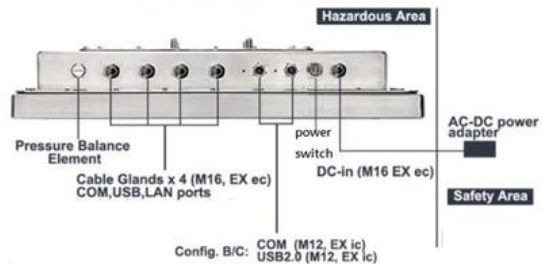 Hazardous Area
AC-DC power
adapter
Pressure Balance
Element
power
switch
Cable Glands x 4 (M16, EX ec)
COM,USB,LAN ports
DC-in (M16 EX ec)
Safety Area
Config. B/C: COM (M12, EX ic)
USB2.0 (M12, EX ic)